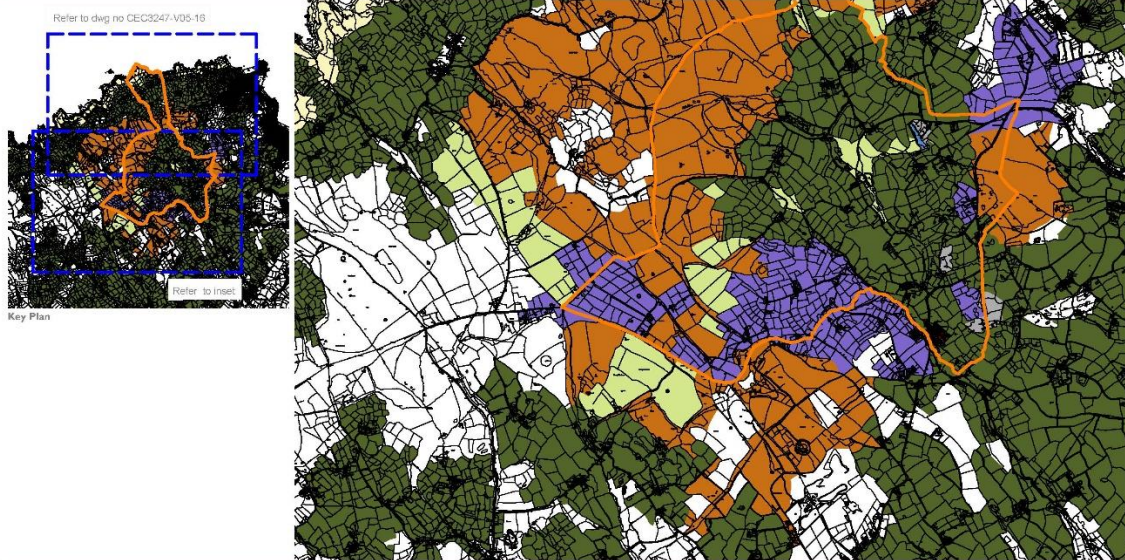 Refer to dwg no CEC3247-V05-16
Refer to inset
Key Plan